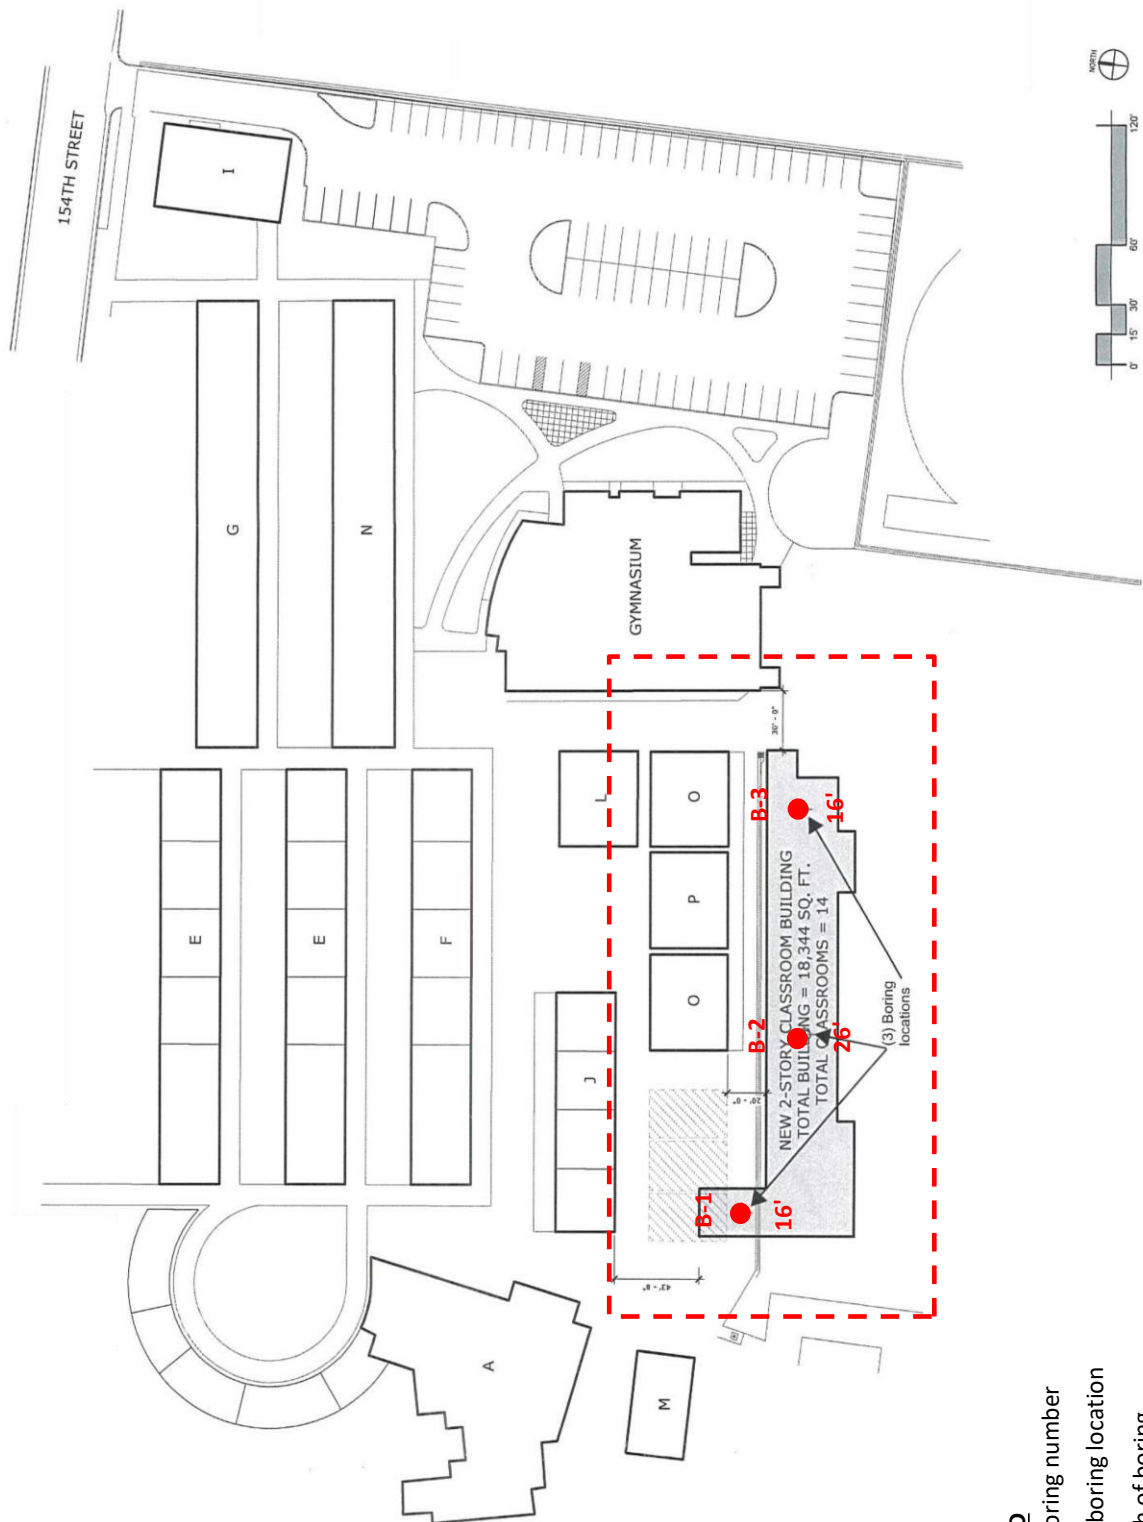 154TH STREET
I
G
N
E
E
F
GYMNASIUM
L
O
P
O
J
A
M
30' - 0"
20' - 0"
43' - 8"
NEW 2-STORY CLASSROOM BUILDING
TOTAL BUILDING = 18,344 SQ. FT.
TOTAL CLASSROOMS = 14
B-1
16'
B-2
26'
B-3
16'
(3) Boring
locations
NORTH
0' 15' 30' 60' 120'
oring number
boring location
h of boring